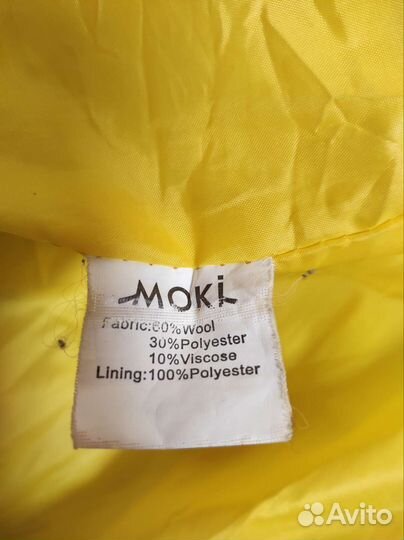 MOKi
Fabric:60%Wool
30%Polyester
10%Viscose
Lining:100%Polyester
Avito